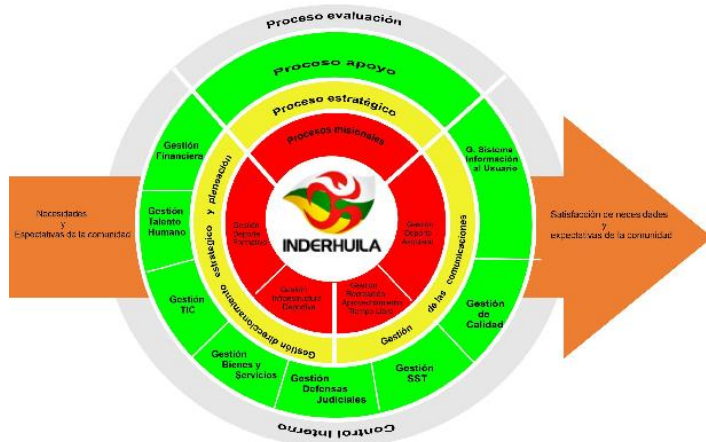 Proceso evaluación
Proceso apoyo
Proceso estratégico
Procesos misionales
Gestión
Financiera
G. Sistema
Información
al Usuario
Necesidades
y
Espectativas de la comunidad
Gestión
Talento
Humano
Gestión direccionamiento estratégico y planeación
Gestión
Deporte
Formativo
INDERHUILA
Gestión
Deporte
Gestión de las comunicaciones
Satisfacción de necesidades
y
expectativas de la comunidad
Gestión
Infraestructura
Deportiva
Gestión
Recreación
Aprovechamiento
Tiempo Libre
Gestión
TIC
Gestión
de
Calidad
Gestión
Bienes y
Servicios
Gestión
Defensas
Judiciales
Gestión
SST
Control Interno